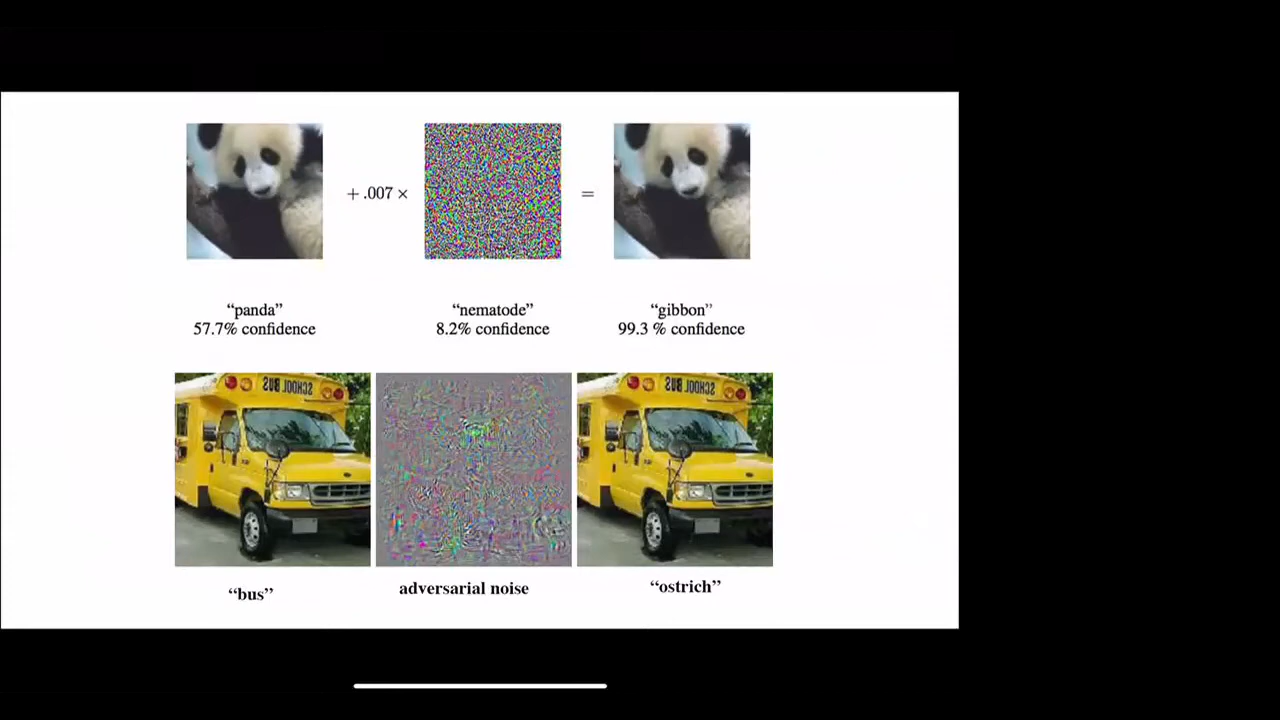 + .007 ×
=
“panda”
57.7% confidence
“nematode”
8.2% confidence
“gibbon”
99.3 % confidence
SCHOOL BUS
SCHOOL BUS
“bus”
adversarial noise
“ostrich”